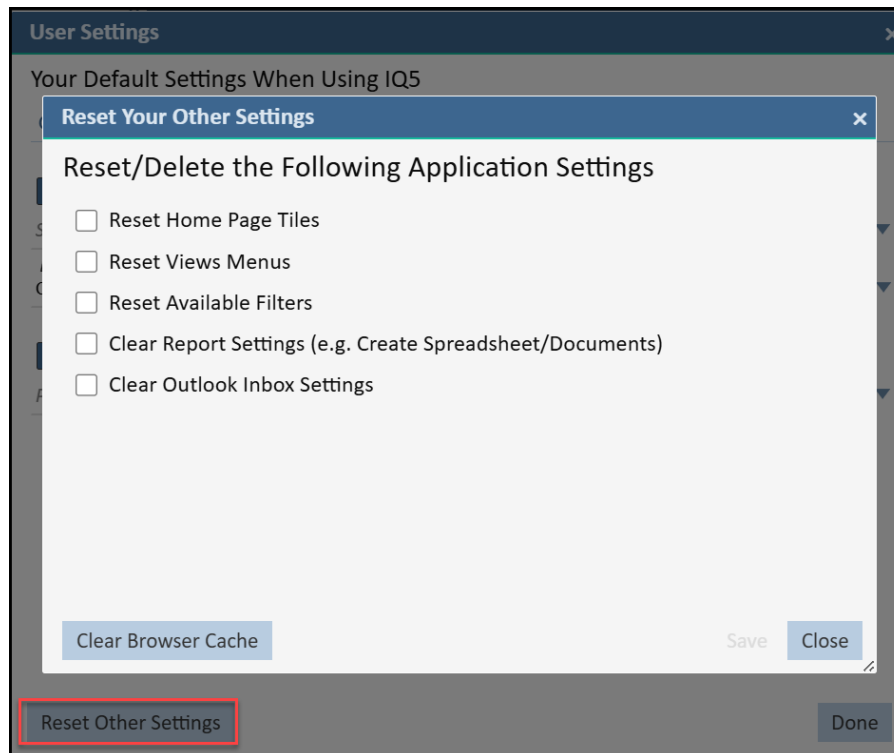 User Settings
Your Default Settings When Using IQ5
Reset Your Other Settings
Reset/Delete the Following Application Settings
Reset Home Page Tiles
Reset Views Menus
Reset Available Filters
Clear Report Settings (e.g. Create Spreadsheet/Documents)
Clear Outlook Inbox Settings
Clear Browser Cache
Save
Close
Reset Other Settings
Done